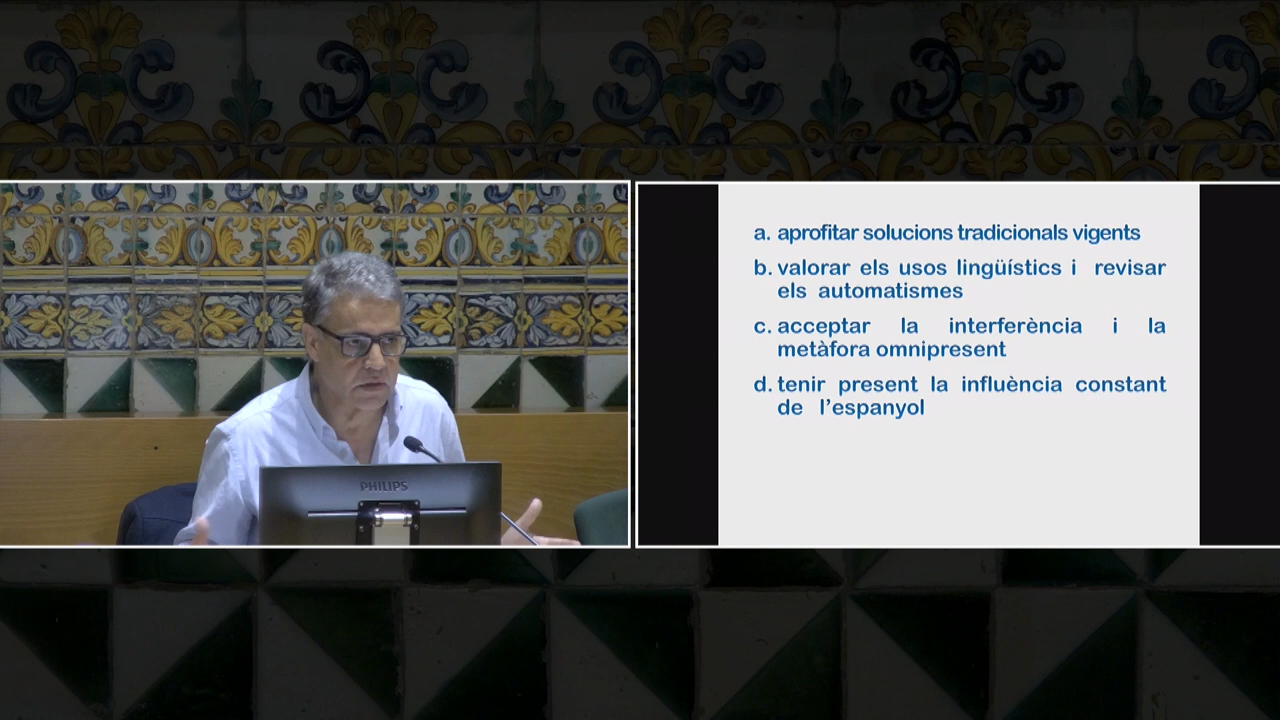 PHILIPS
a. aprofitar solucions tradicionals vigents
b. valorar els usos lingüístics i revisar
els automatismes
c. acceptar la interferència i la
metàfora omnipresent
d. tenir present la influència constant
de l'espanyol